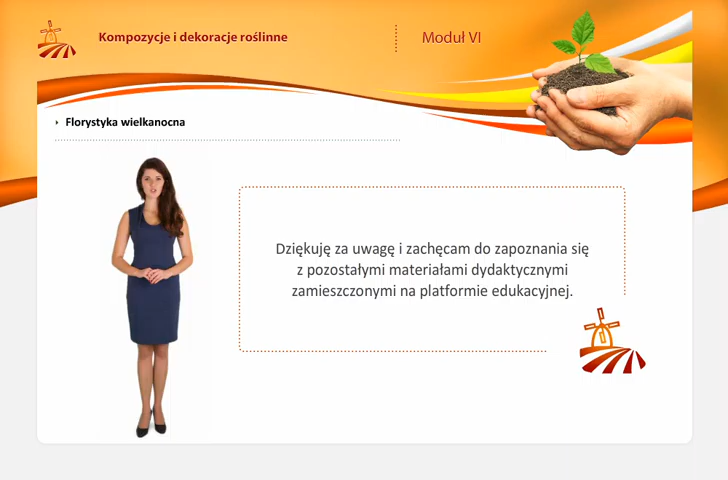 Kompozycje i dekoracje roślinne
Moduł VI
Florystyka wielkanocna
Dziękuję za uwagę i zachęcam do zapoznania się
z pozostałymi materiałami dydaktycznymi
zamieszczonymi na platformie edukacyjnej.